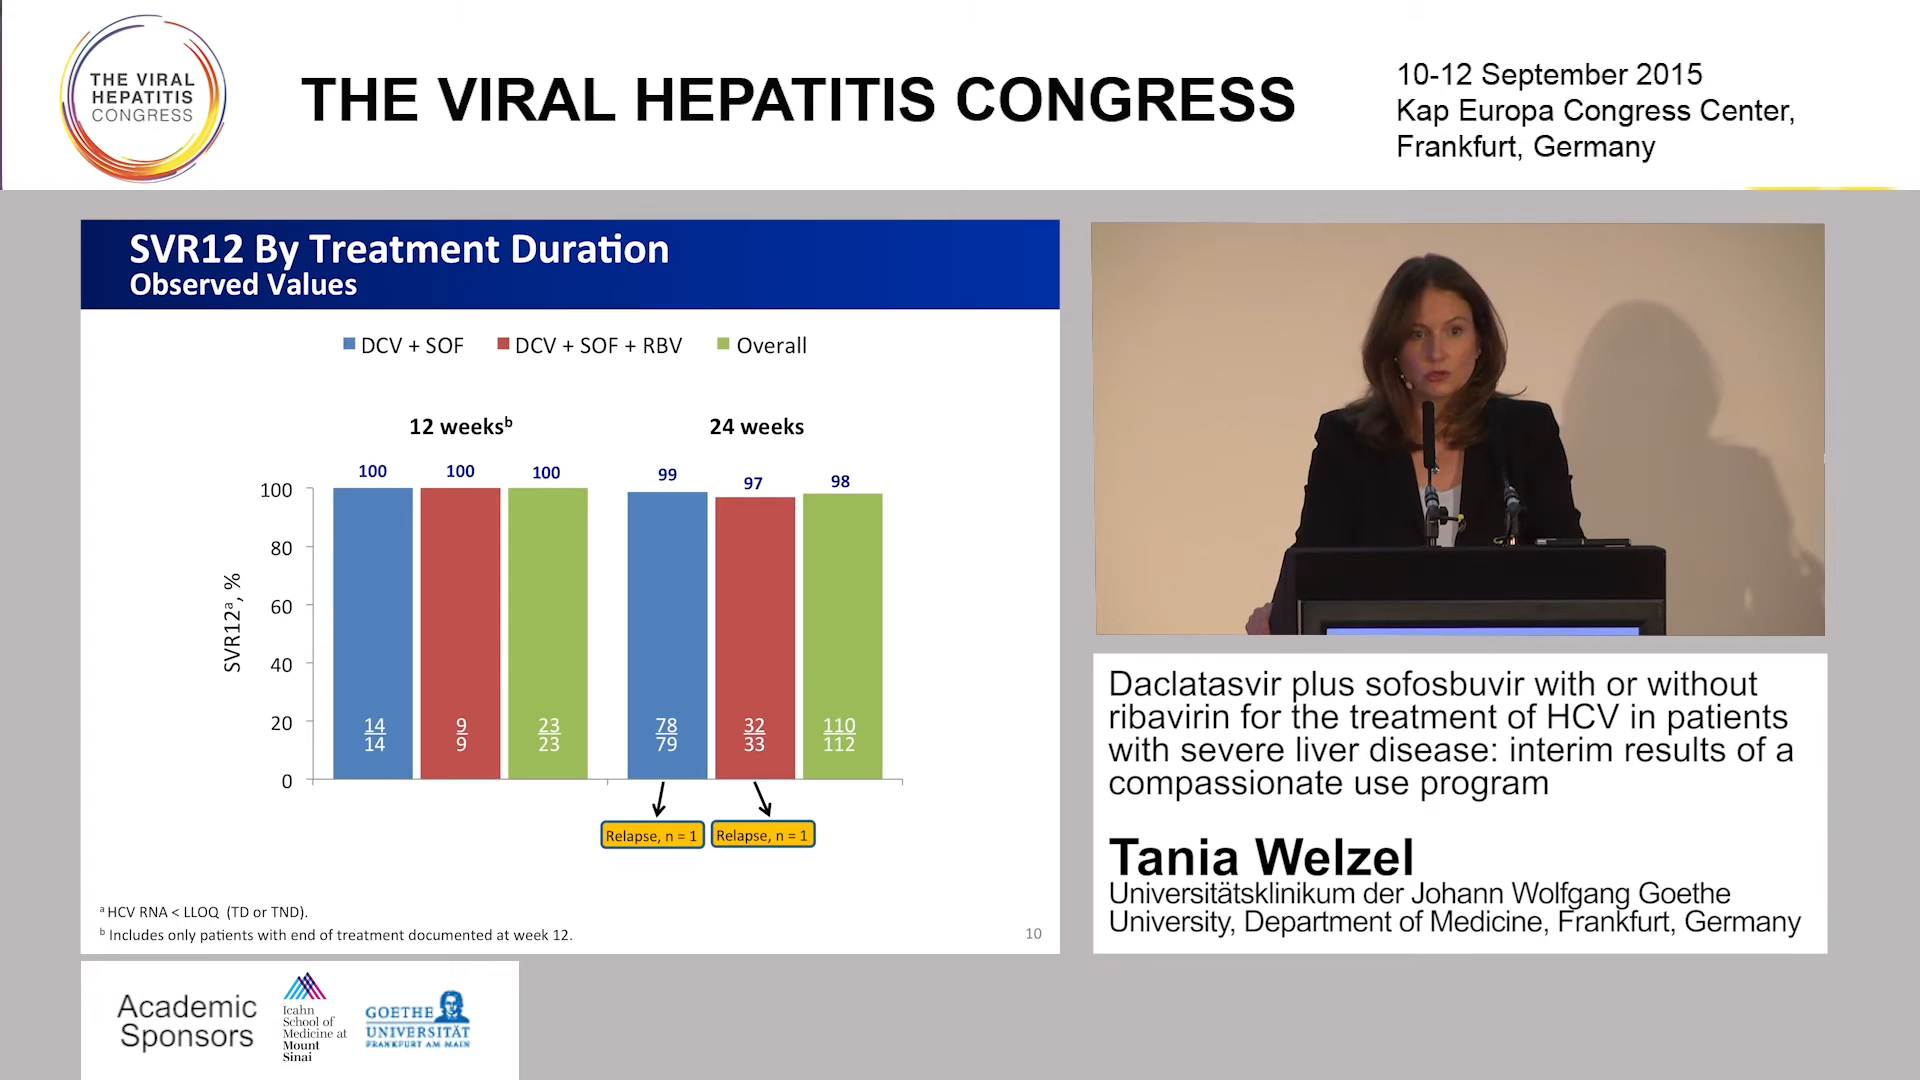 THE VIRAL
HEPATITIS
CONGRESS
THE VIRAL HEPATITIS CONGRESS
10-12 September 2015
Kap Europa Congress Center,
Frankfurt, Germany
SVR12 By Treatment Duration
Observed Values
DCV + SOF
DCV + SOF + RBV
Overall
12 weeksᵇ
24 weeks
100
100
100
99
97
98
SVR12ᵃ, %
100
80
60
40
20
0
14
14
9
9
23
23
78
79
32
33
110
112
Relapse, n = 1
Relapse, n = 1
ᵃ HCV RNA < LLOQ (TD or TND).
ᵇ Includes only patients with end of treatment documented at week 12.
10
Daclatasvir plus sofosbuvir with or without
ribavirin for the treatment of HCV in patients
with severe liver disease: interim results of a
compassionate use program
Tania Welzel
Universitätsklinikum der Johann Wolfgang Goethe
University, Department of Medicine, Frankfurt, Germany
Academic
Sponsors
Icahn
School of
Medicine at
Mount
Sinai
GOETHE
UNIVERSITÄT
FRANKFURT AM MAIN